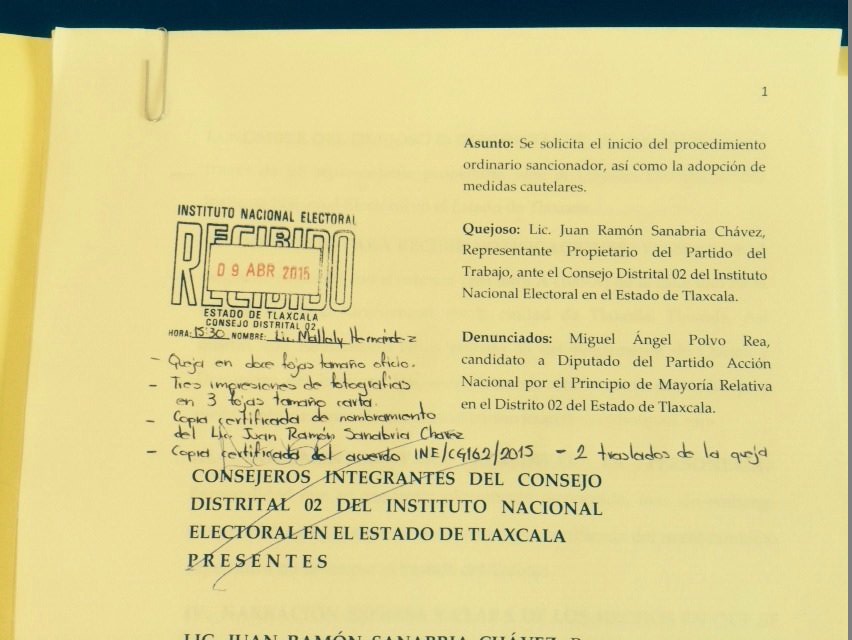 1
Asunto: Se solicita el inicio del procedimiento
ordinario sancionador, así como la adopción de
medidas cautelares.
INSTITUTO NACIONAL ELECTORAL
RECIBIDO
09 ABR 2015
ESTADO DE TLAXCALA
CONSEJO DISTRITAL 02
HORA: 15:30 NOMBRE: Lic Mallaly Hernández
Quejoso: Lic. Juan Ramón Sanabria Chávez,
Representante Propietario del Partido del
Trabajo, ante el Consejo Distrital 02 del Instituto
Nacional Electoral en el Estado de Tlaxcala.
Denunciados: Miguel Ángel Polvo Rea,
candidato a Diputado del Partido Acción
Nacional por el Principio de Mayoría Relativa
en el Distrito 02 del Estado de Tlaxcala.
- Queja en doce fojas tamaño oficio.
- Tres impresiones de fotografías
en 3 fojas tamaño carta.
- Copia certificada de nombramiento
del Lic. Juan Ramón Sanabria Chavez
- Copia certificada del acuerdo INE/CG162/2015 - 2 traslados de la queja
CONSEJEROS INTEGRANTES DEL CONSEJO
DISTRITAL 02 DEL INSTITUTO NACIONAL
ELECTORAL EN EL ESTADO DE TLAXCALA
PRESENTES
LIC. JUAN RAMÓN SANABRIA CHÁVEZ